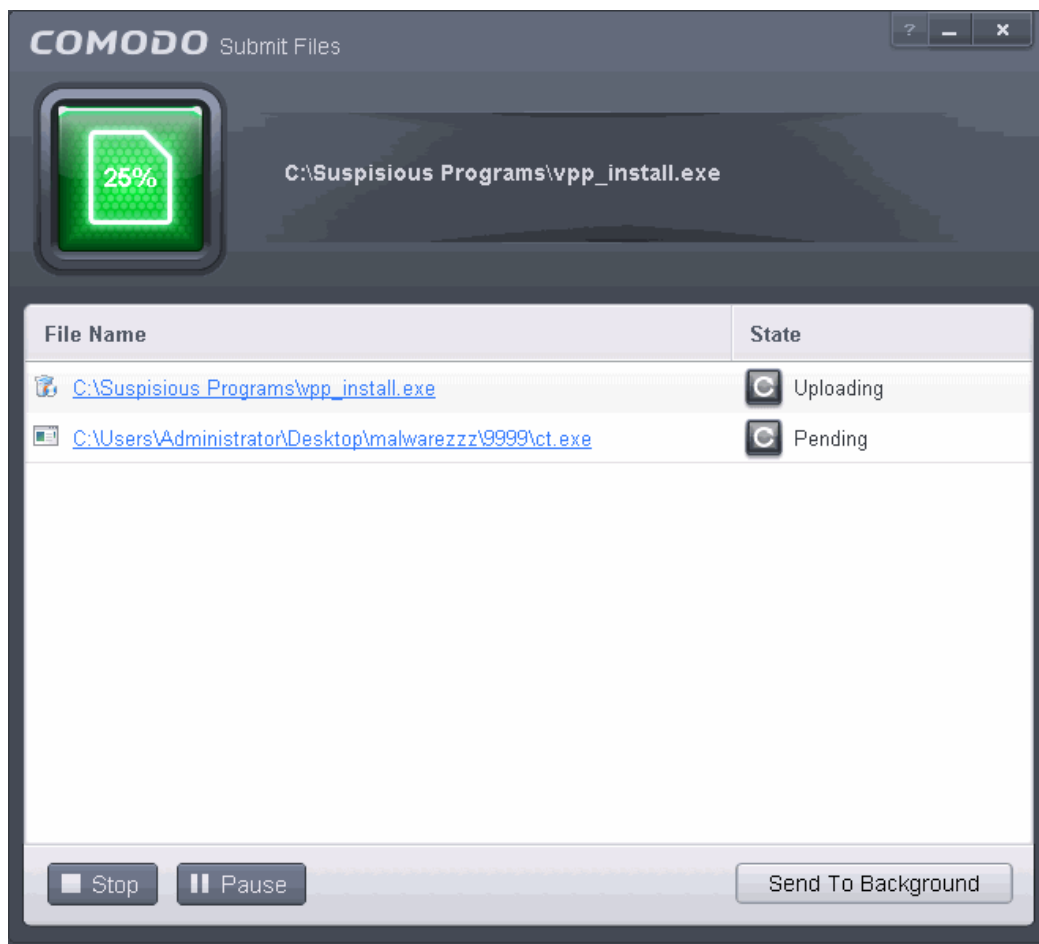 COMODO Submit Files
?
25%
C:\Suspisious Programs\vpp_install.exe
File Name State
C:\Suspisious Programs\vpp_install.exe Uploading
C:\Users\Administrator\Desktop\malwarezzz\9999\ct.exe Pending
Stop Pause Send To Background